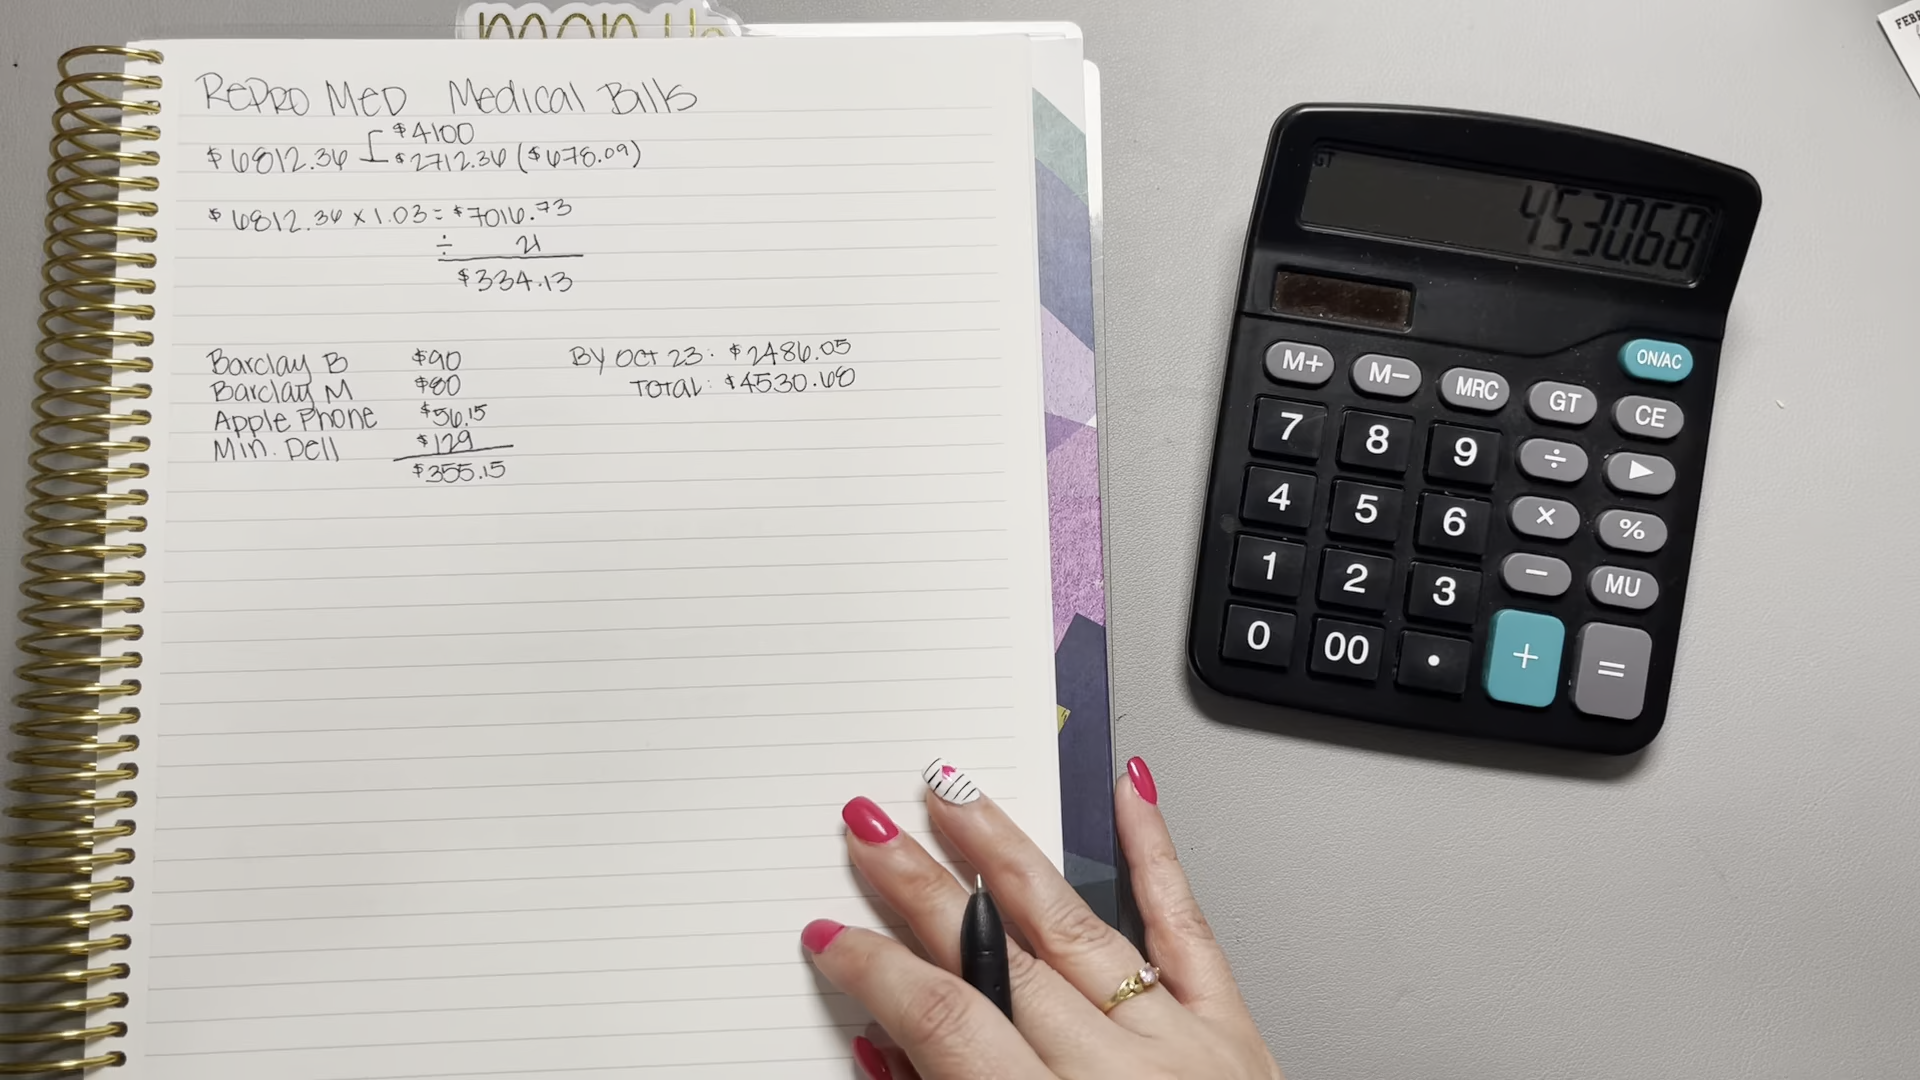 RePRO MED Medical Bills
$4100
$6812.36 $2712.36 ($678.09)
$6812.36 x 1.03 = $7016.73
÷ 21
$334.13
Barclay B $90
Barclay M $80
Apple Phone $56.15
Min. Dell $129
$355.15
By Oct 23: $2486.05
TOTAL: $4530.68
GT
4530.68
ON/AC
M+ M− MRC GT CE
7 8 9 ÷ ▶
4 5 6 × %
1 2 3 − MU
0 00 . + =